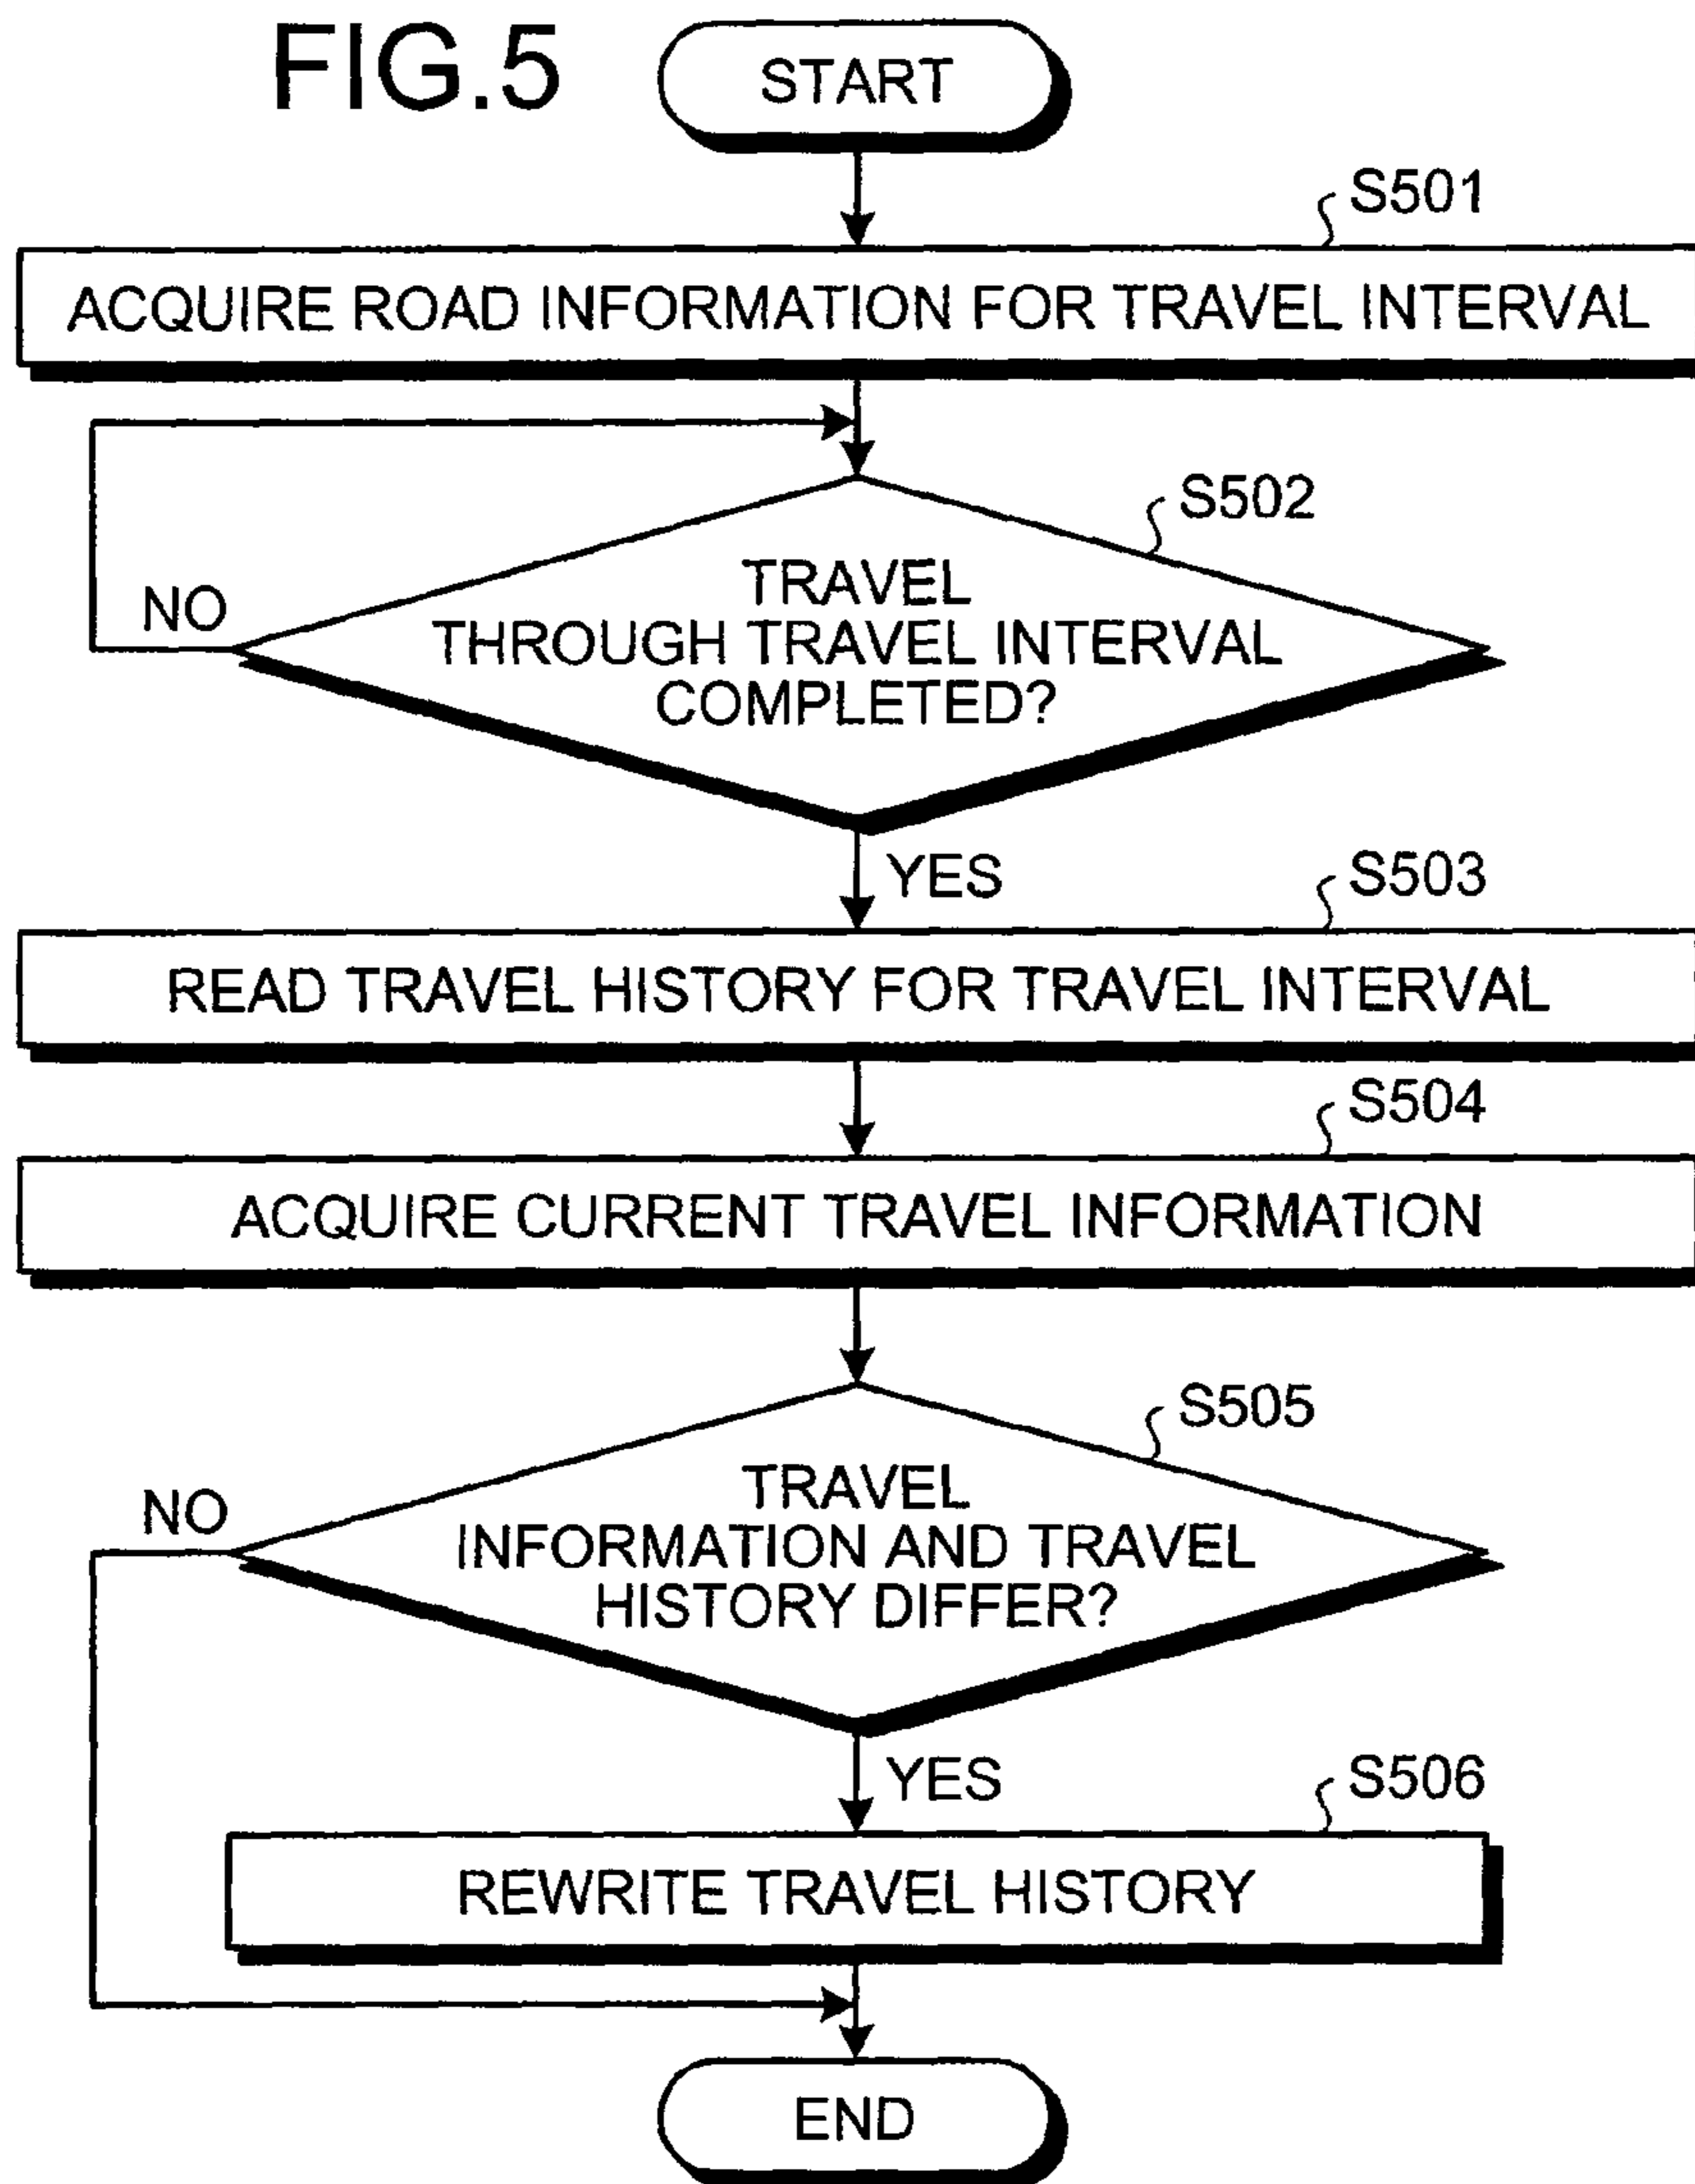 FIG.5
START
S501
ACQUIRE ROAD INFORMATION FOR TRAVEL INTERVAL
S502
TRAVEL
THROUGH TRAVEL INTERVAL
COMPLETED?
NO
YES
S503
READ TRAVEL HISTORY FOR TRAVEL INTERVAL
S504
ACQUIRE CURRENT TRAVEL INFORMATION
S505
TRAVEL
INFORMATION AND TRAVEL
HISTORY DIFFER?
NO
YES
S506
REWRITE TRAVEL HISTORY
END